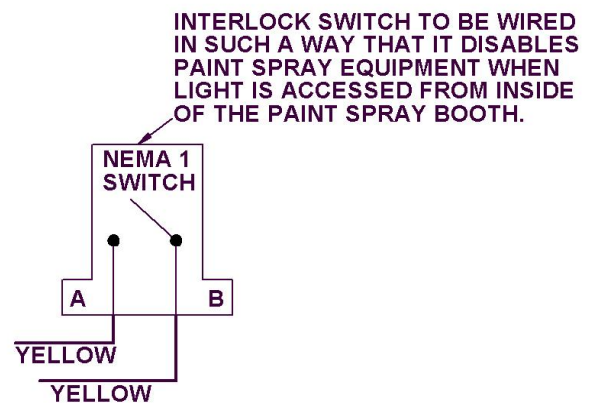 INTERLOCK SWITCH TO BE WIRED
IN SUCH A WAY THAT IT DISABLES
PAINT SPRAY EQUIPMENT WHEN
LIGHT IS ACCESSED FROM INSIDE
OF THE PAINT SPRAY BOOTH.
NEMA 1
SWITCH
A
B
YELLOW
YELLOW